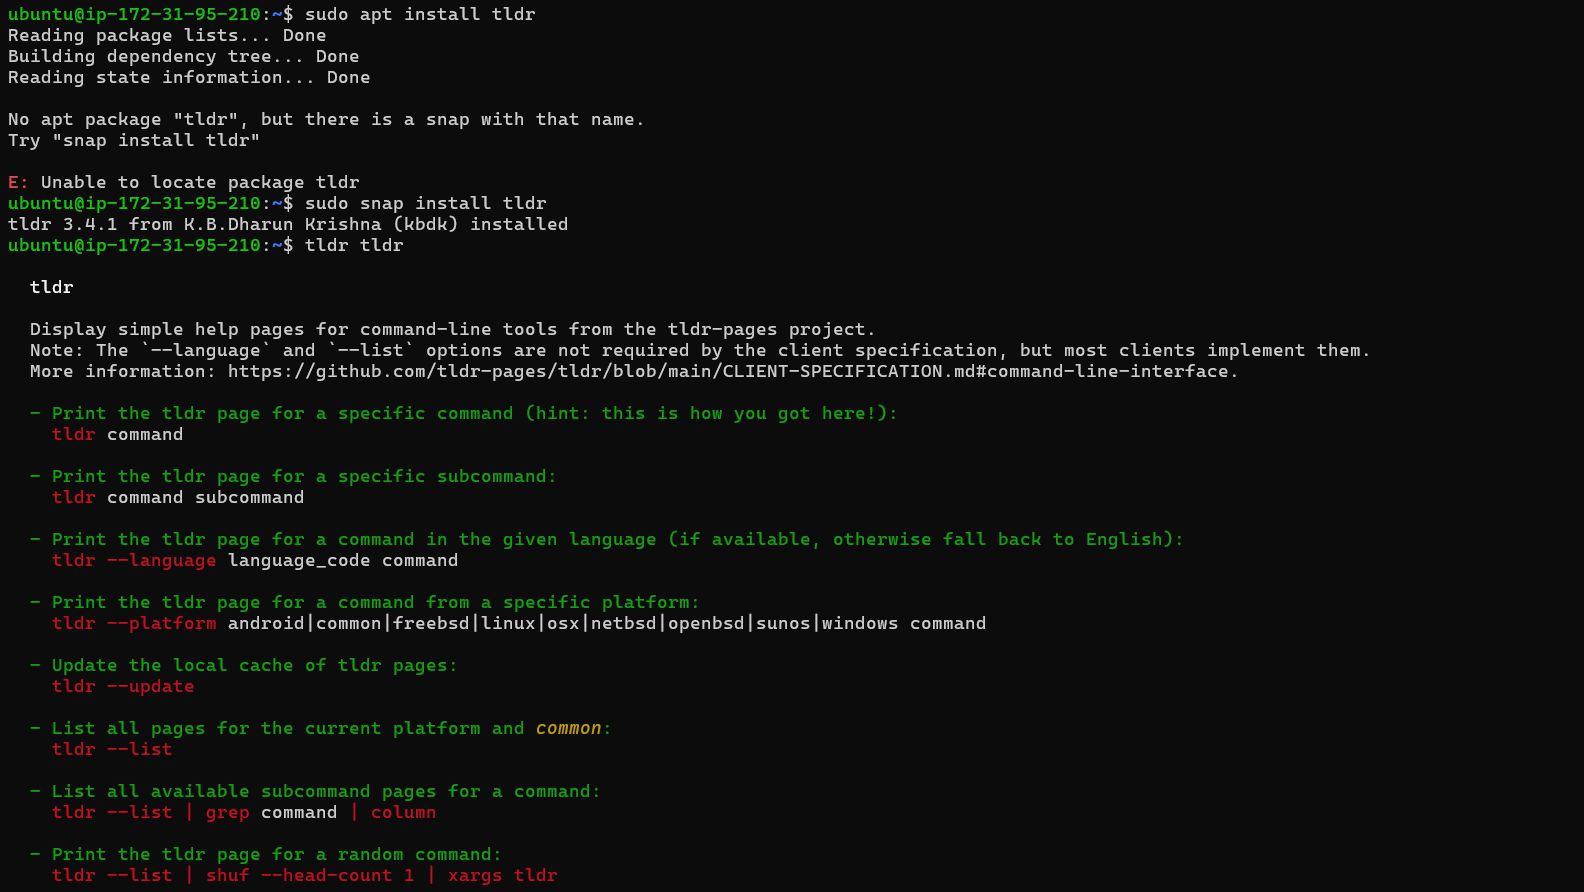 ubuntu@ip-172-31-95-210:~$ sudo apt install tldr
Reading package lists... Done
Building dependency tree... Done
Reading state information... Done
No apt package "tldr", but there is a snap with that name.
Try "snap install tldr"
E: Unable to locate package tldr
ubuntu@ip-172-31-95-210:~$ sudo snap install tldr
tldr 3.4.1 from K.B.Dharun Krishna (kbdk) installed
ubuntu@ip-172-31-95-210:~$ tldr tldr
tldr
Display simple help pages for command-line tools from the tldr-pages project.
Note: The `--language` and `--list` options are not required by the client specification, but most clients implement them.
More information: https://github.com/tldr-pages/tldr/blob/main/CLIENT-SPECIFICATION.md#command-line-interface.
- Print the tldr page for a specific command (hint: this is how you got here!):
tldr command
- Print the tldr page for a specific subcommand:
tldr command subcommand
- Print the tldr page for a command in the given language (if available, otherwise fall back to English):
tldr --language language_code command
- Print the tldr page for a command from a specific platform:
tldr --platform android|common|freebsd|linux|osx|netbsd|openbsd|sunos|windows command
- Update the local cache of tldr pages:
tldr --update
- List all pages for the current platform and common:
tldr --list
- List all available subcommand pages for a command:
tldr --list | grep command | column
- Print the tldr page for a random command:
tldr --list | shuf --head-count 1 | xargs tldr